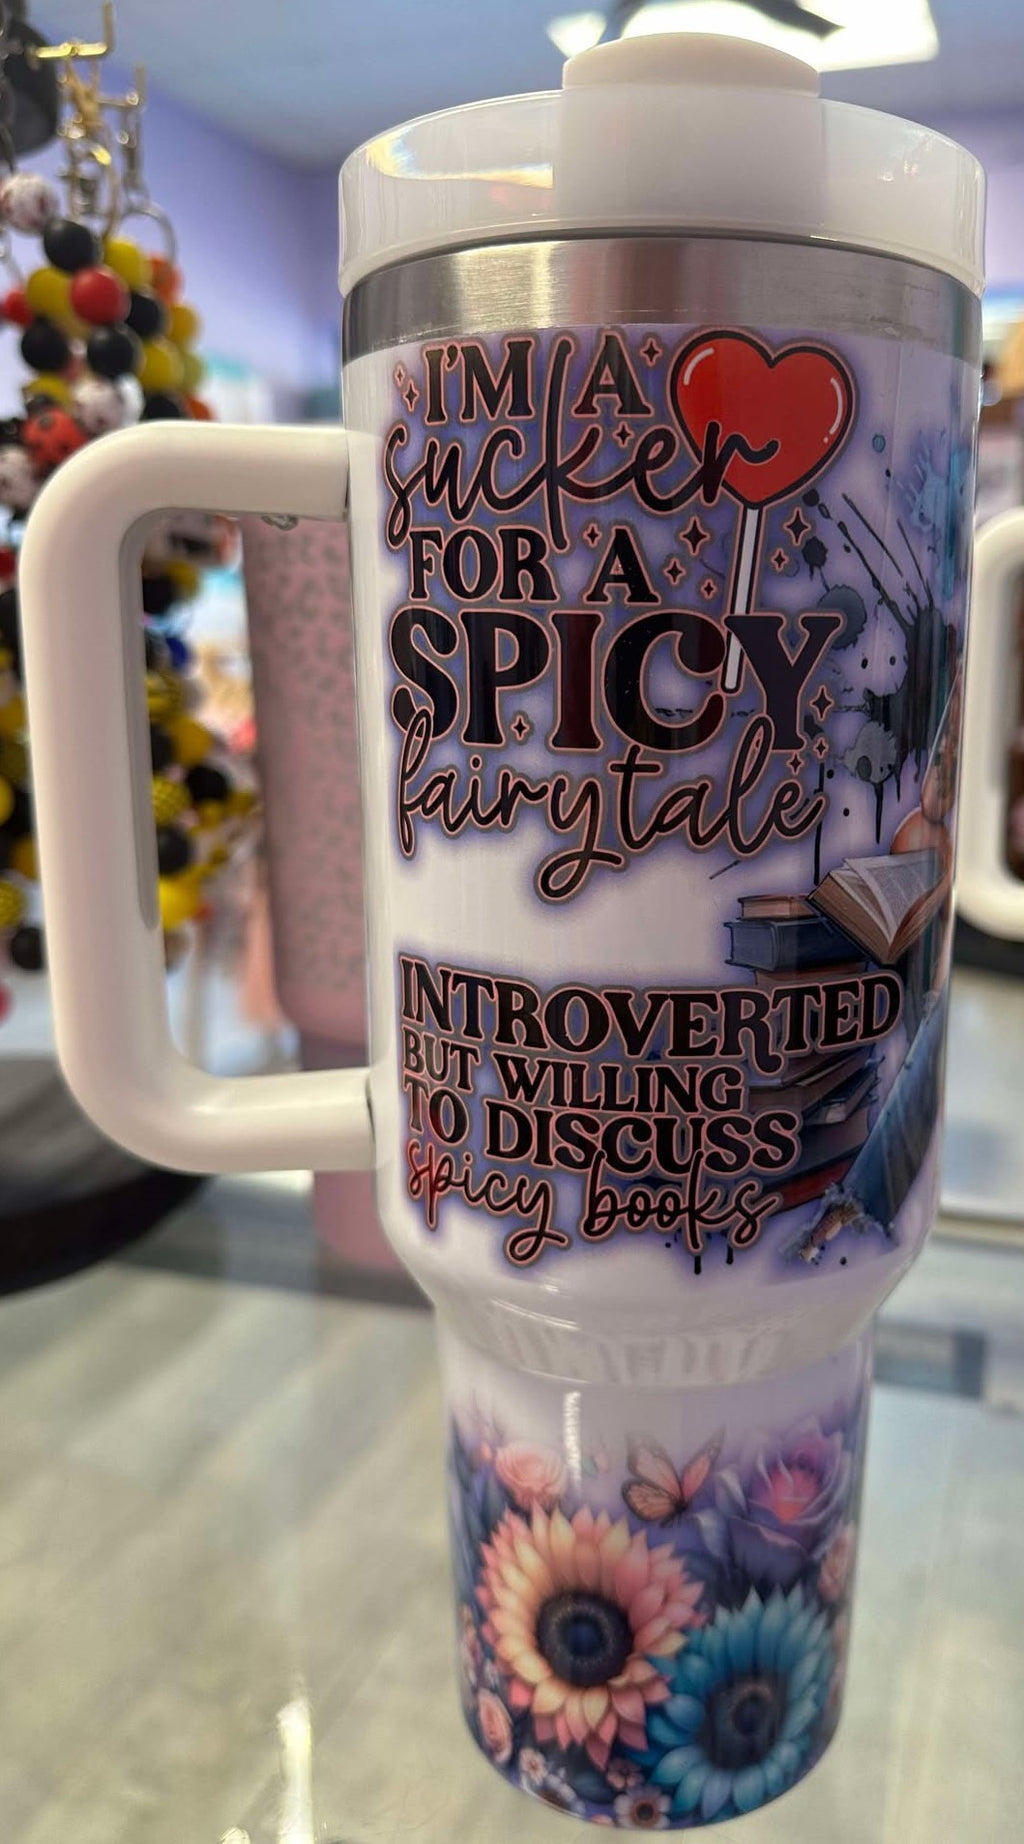 I'M A
sucker
FOR A
SPICY
fairytale
INTROVERTED
BUT WILLING
TO DISCUSS
spicy books